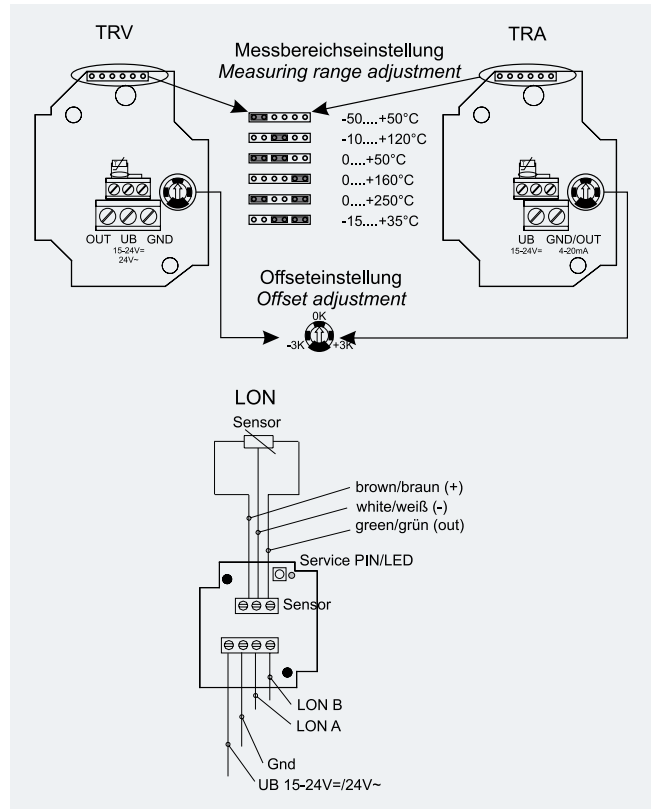 TRV
TRA
Messbereichseinstellung
Measuring range adjustment
-50....+50°C
-10....+120°C
0....+50°C
0....+160°C
0....+250°C
-15....+35°C
OUT UB GND
15-24V=
24V~
UB GND/OUT
15-24V= 4-20mA
Offseteinstellung
Offset adjustment
0K
-3K +3K
LON
Sensor
brown/braun (+)
white/weiß (-)
green/grün (out)
Service PIN/LED
Sensor
LON B
LON A
Gnd
UB 15-24V=/24V~